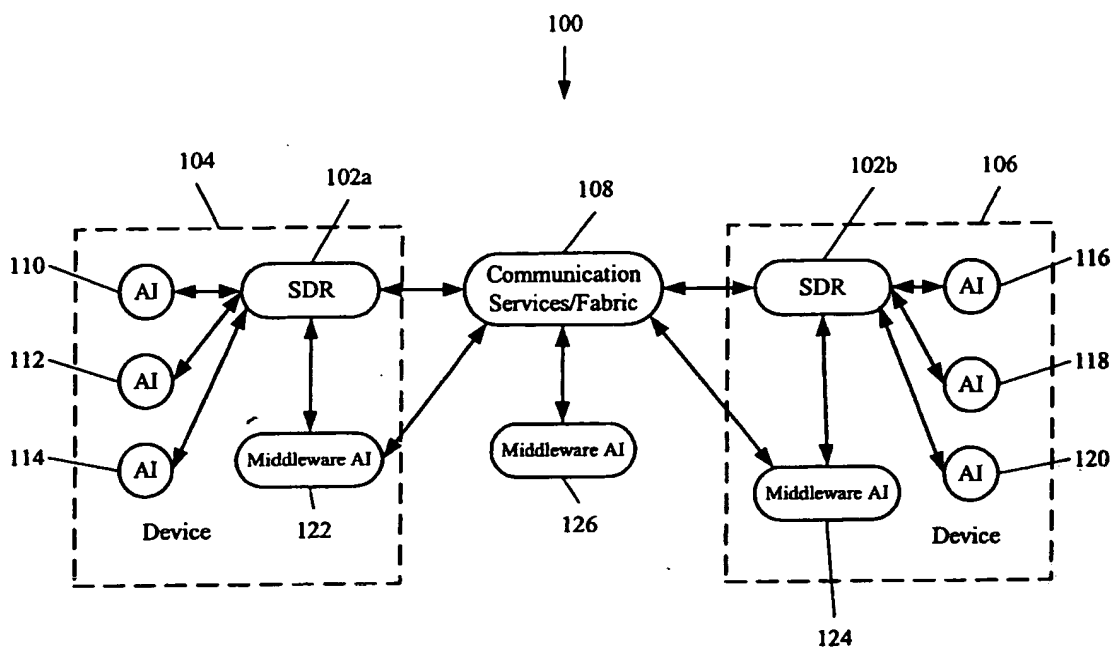 100
104
102a
108
102b
106
110
AI
SDR
Communication
Services/Fabric
SDR
AI
116
112
AI
AI
118
114
AI
Middleware AI
Middleware AI
Middleware AI
AI
120
Device
122
126
Device
124